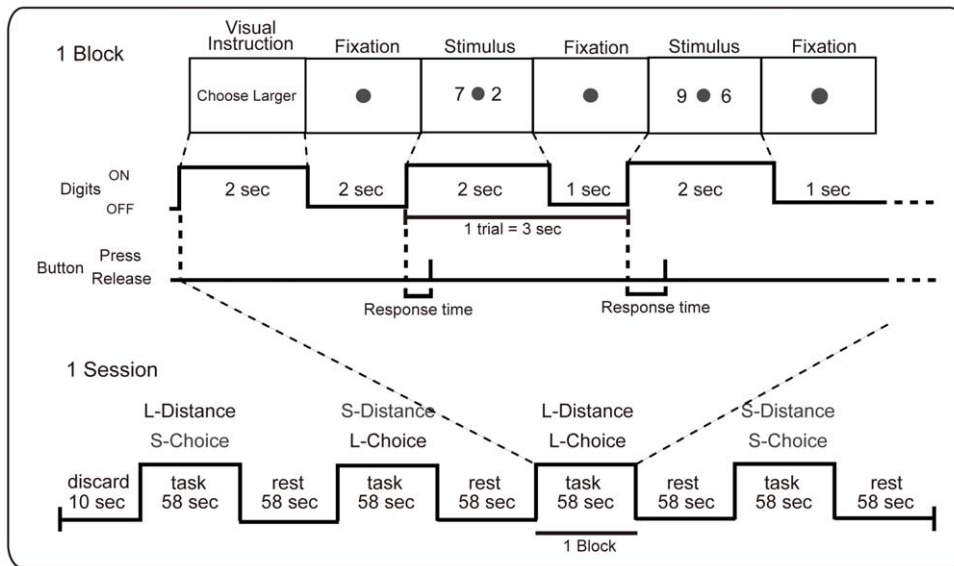 1 Block
Visual
Instruction
Fixation
Stimulus
Fixation
Stimulus
Fixation
Choose Larger
7 2
9 6
Digits
ON
OFF
2 sec
2 sec
2 sec
1 sec
2 sec
1 sec
1 trial = 3 sec
Button
Press
Release
Response time
Response time
1 Session
L-Distance
S-Choice
S-Distance
L-Choice
L-Distance
L-Choice
S-Distance
S-Choice
discard
10 sec
task
58 sec
rest
58 sec
task
58 sec
rest
58 sec
task
58 sec
rest
58 sec
task
58 sec
rest
58 sec
1 Block